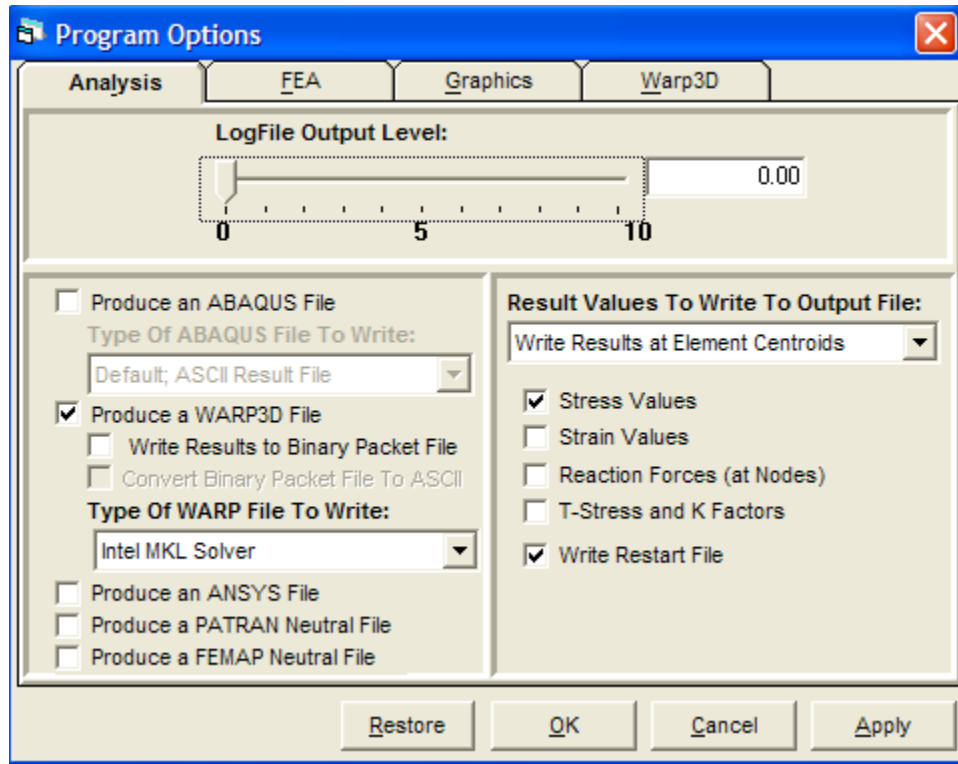 Program Options
Analysis FEA Graphics Warp3D
LogFile Output Level:
0.00
0 5 10
Produce an ABAQUS File
Type Of ABAQUS File To Write:
Default; ASCII Result File
Produce a WARP3D File
Write Results to Binary Packet File
Convert Binary Packet File To ASCII
Type Of WARP File To Write:
Intel MKL Solver
Produce an ANSYS File
Produce a PATRAN Neutral File
Produce a FEMAP Neutral File
Result Values To Write To Output File:
Write Results at Element Centroids
Stress Values
Strain Values
Reaction Forces (at Nodes)
T-Stress and K Factors
Write Restart File
Restore OK Cancel Apply